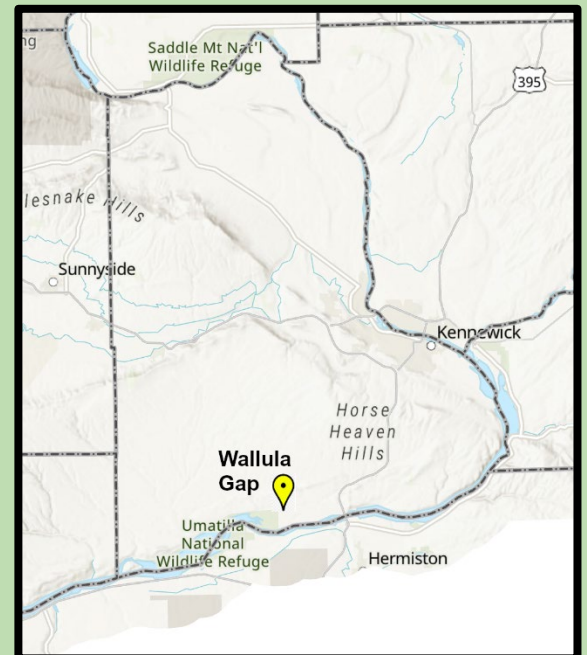 ng
Saddle Mt Nat'l
Wildlife Refuge
395
lesnake Hills
Sunnyside
Kennewick
Horse
Heaven
Hills
Wallula
Gap
Umatilla
National
Wildlife Refuge
Hermiston